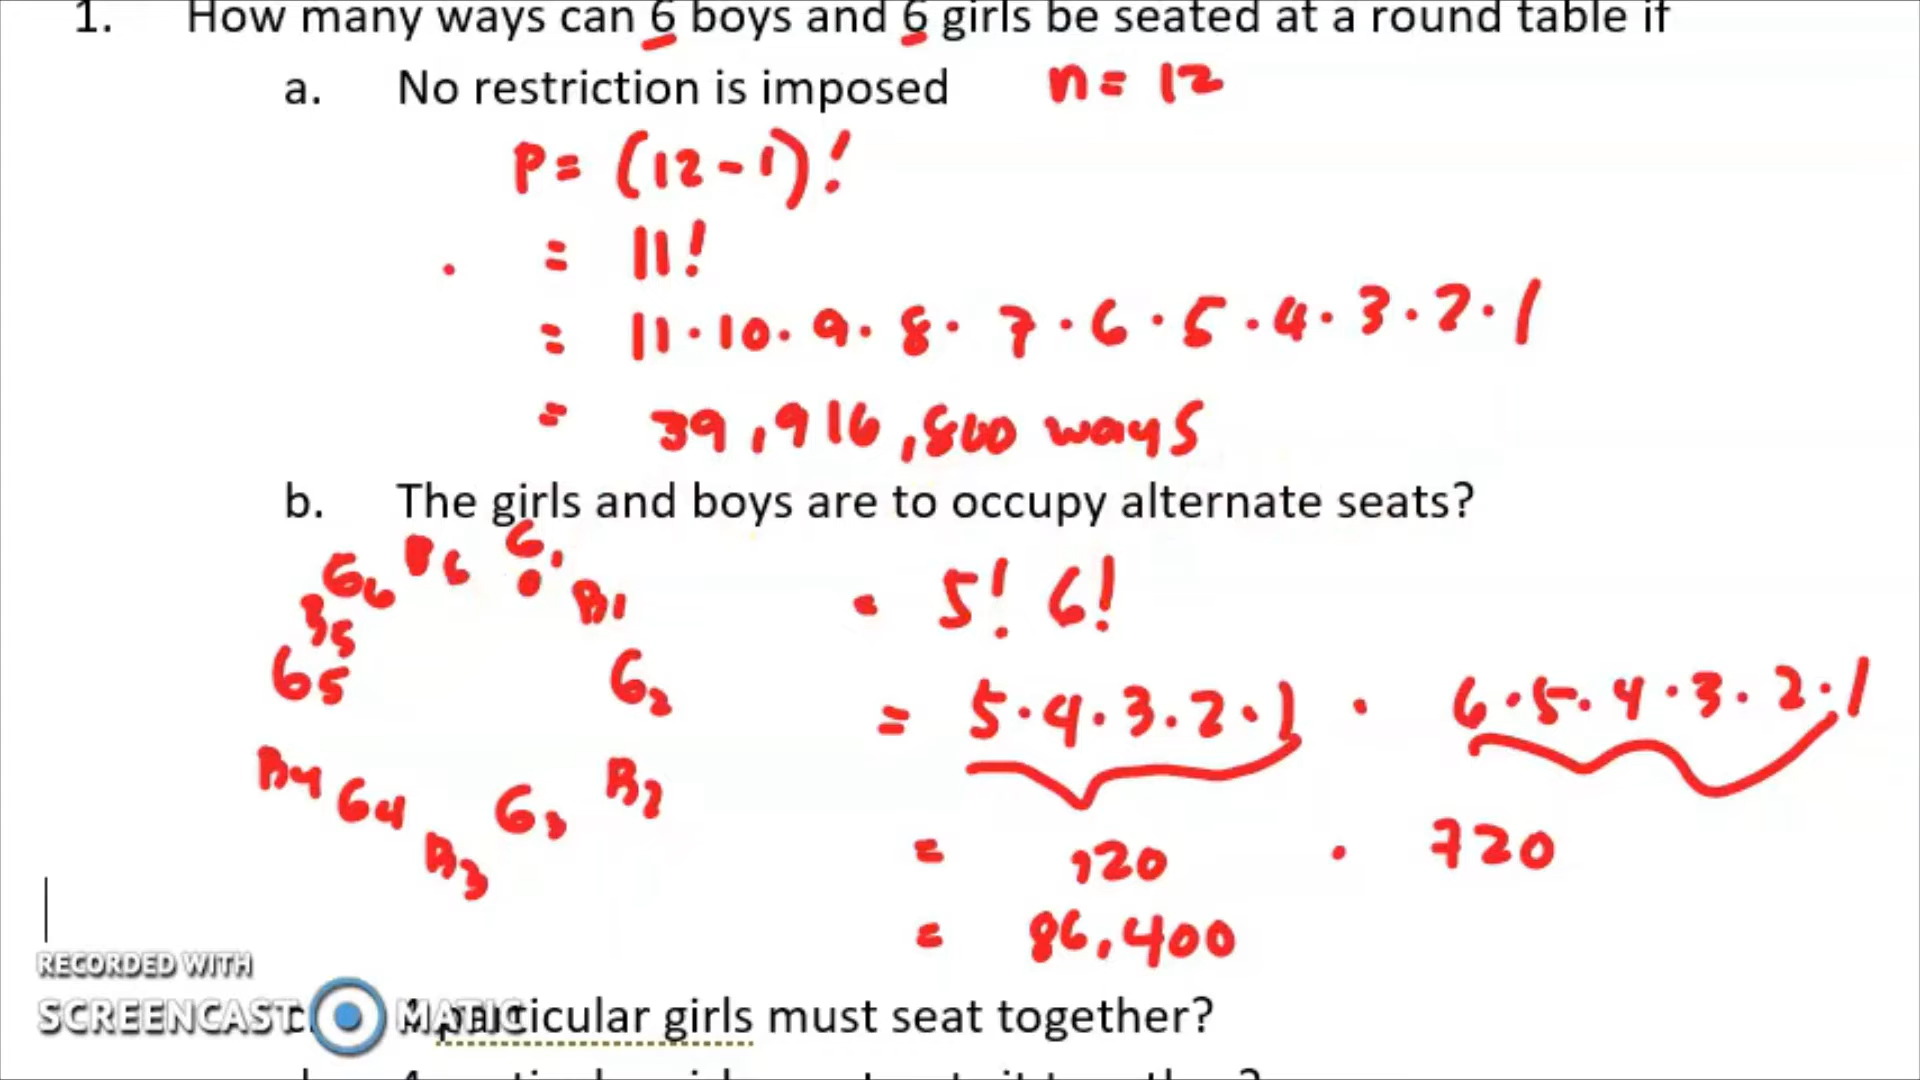 1. How many ways can 6 boys and 6 girls be seated at a round table if
a. No restriction is imposed n = 12
P = (12 - 1)!
= 11!
= 11 · 10 · 9 · 8 · 7 · 6 · 5 · 4 · 3 · 2 · 1
= 39,916,800 ways
b. The girls and boys are to occupy alternate seats?
G1
B1
G2
B2
G3
B3
G4
B4
G5
B5
G6
B6
= 5! 6!
= 5 · 4 · 3 · 2 · 1 · 6 · 5 · 4 · 3 · 2 · 1
= 120 · 720
= 86,400
RECORDED WITH
SCREENCAST MATIC
c. particular girls must seat together?